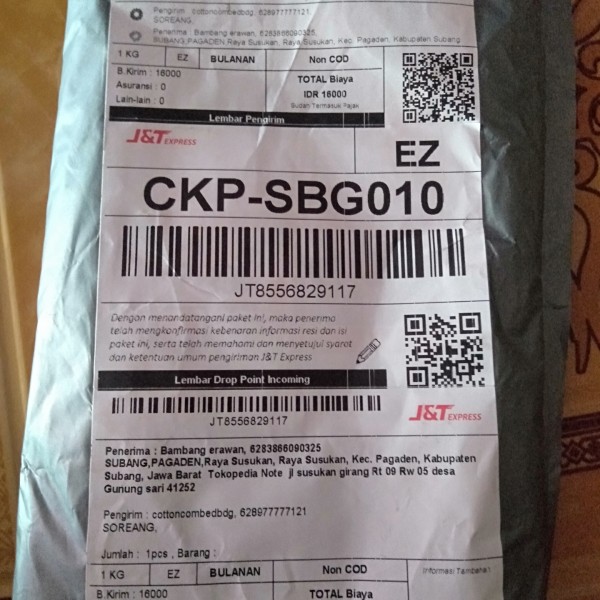 Pengirim : cottoncombedbdg, 628977777121
SOREANG,
Penerima : Bambang erawan, 6283866090325
SUBANG,PAGADEN,Raya Susukan, Raya Susukan, Kec. Pagaden, Kabupaten Subang
1 KG EZ BULANAN Non COD
B.Kirim : 16000
Asuransi : 0
Lain-lain : 0
TOTAL Biaya
IDR 16000
Sudah Termasuk Pajak
Lembar Pengirim
J&T EXPRESS
EZ
CKP-SBG010
JT8556829117
Dengan menandatangani paket ini, maka penerima
telah mengkonfirmasi kebenaran informasi resi dan isi
paket ini, serta telah memahami dan menyetujui syarat
dan ketentuan umum pengiriman J&T Express
Lembar Drop Point Incoming
JT8556829117
J&T EXPRESS
Penerima : Bambang erawan, 6283866090325
SUBANG,PAGADEN,Raya Susukan, Raya Susukan, Kec. Pagaden, Kabupaten
Subang, Jawa Barat Tokopedia Note jl susukan girang Rt 09 Rw 05 desa
Gunung sari 41252
Pengirim : cottoncombedbdg, 628977777121
SOREANG,
Jumlah : 1pcs , Barang :
1 KG EZ BULANAN Non COD Informasi Tambahan
B.Kirim : 16000 TOTAL Biaya